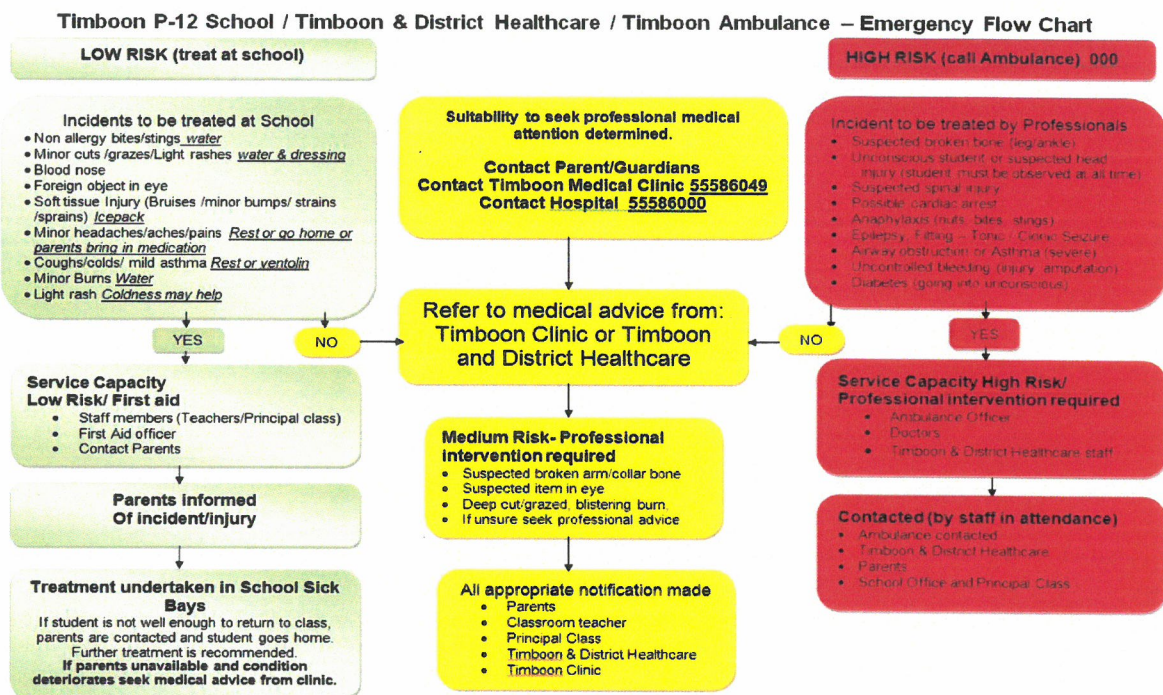 Timboon P-12 School / Timboon & District Healthcare / Timboon Ambulance – Emergency Flow Chart
LOW RISK (treat at school)
Incidents to be treated at School
• Non allergy bites/stings water
• Minor cuts /grazes/Light rashes water & dressing
• Blood nose
• Foreign object in eye
• Soft tissue Injury (Bruises /minor bumps/ strains
/sprains) Icepack
• Minor headaches/aches/pains Rest or go home or
parents bring in medication
• Coughs/colds/ mild asthma Rest or ventolin
• Minor Burns Water
• Light rash Coldness may help
YES
NO
Service Capacity
Low Risk/ First aid
• Staff members (Teachers/Principal class)
• First Aid officer
• Contact Parents
Parents informed
Of incident/injury
Treatment undertaken in School Sick
Bays
If student is not well enough to return to class,
parents are contacted and student goes home.
Further treatment is recommended.
If parents unavailable and condition
deteriorates seek medical advice from clinic.
Suitability to seek professional medical
attention determined.
Contact Parent/Guardians
Contact Timboon Medical Clinic 55586049
Contact Hospital 55586000
Refer to medical advice from:
Timboon Clinic or Timboon
and District Healthcare
Medium Risk- Professional
intervention required
• Suspected broken arm/collar bone
• Suspected item in eye
• Deep cut/grazed, blistering burn,
• If unsure seek professional advice
All appropriate notification made
• Parents
• Classroom teacher
• Principal Class
• Timboon & District Healthcare
• Timboon Clinic
HIGH RISK (call Ambulance) 000
Incident to be treated by Professionals
• Suspected broken bone (leg/ankle)
• Unconscious student or suspected head
Injury (student must be observed at all time)
• Suspected spinal injury
• Possible cardiac arrest
• Anaphylaxis (nuts, bites, stings)
• Epilepsy, Fitting – Tonic / Clonic Seizure
• Airway obstruction or Asthma (severe)
• Uncontrolled bleeding (injury, amputation)
• Diabetes (going into unconscious)
NO
YES
Service Capacity High Risk/
Professional intervention required
• Ambulance Officer
• Doctors
• Timboon & District Healthcare staff
Contacted (by staff in attendance)
• Ambulance contacted
• Timboon & District Healthcare
• Parents
• School Office and Principal Class